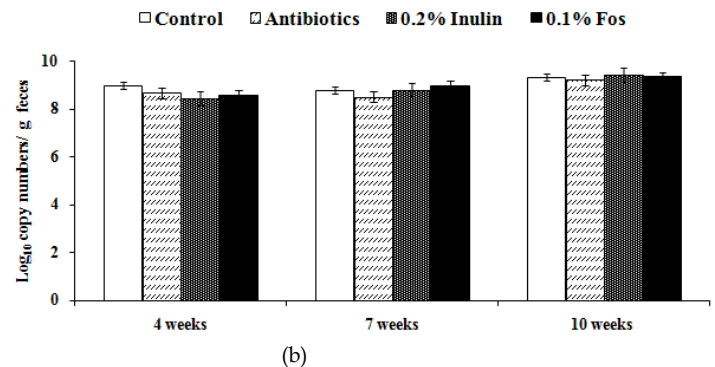 Control Antibiotics 0.2% Inulin 0.1% Fos
Log₁₀ copy numbers/ g feces
10
8
6
4
2
0
4 weeks 7 weeks 10 weeks
(b)